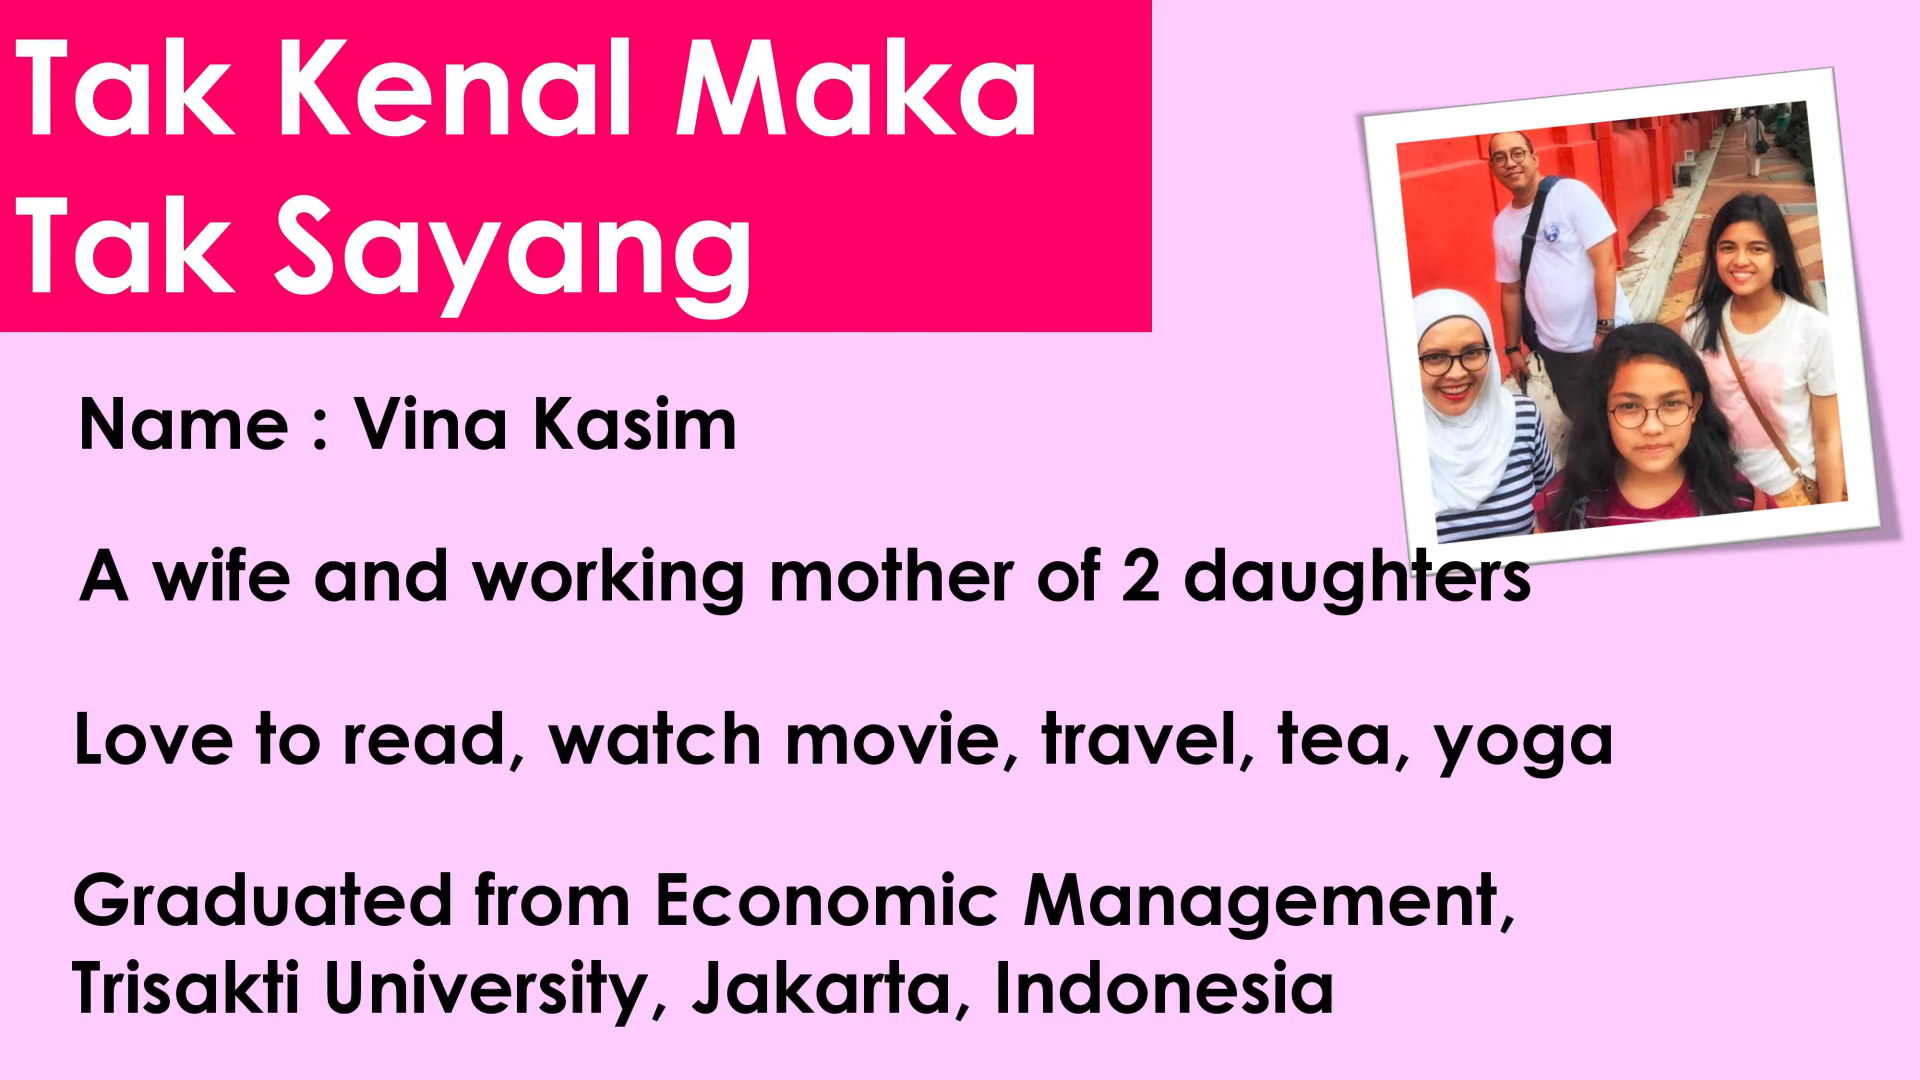 Tak Kenal Maka
Tak Sayang
Name : Vina Kasim
A wife and working mother of 2 daughters
Love to read, watch movie, travel, tea, yoga
Graduated from Economic Management,
Trisakti University, Jakarta, Indonesia